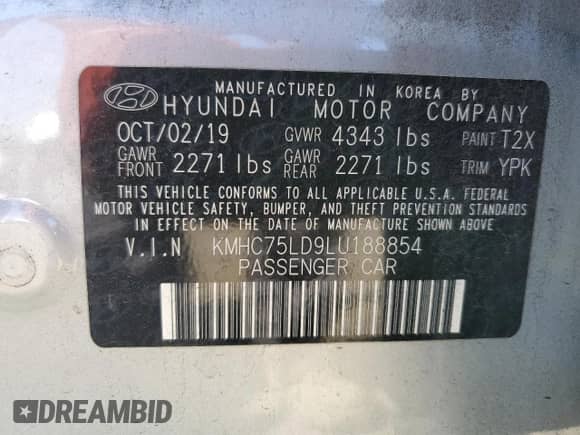 MANUFACTURED IN KOREA BY
HYUNDAI MOTOR COMPANY
OCT/02/19 GVWR 4343 lbs PAINT T2X
GAWR FRONT 2271 lbs GAWR REAR 2271 lbs TRIM YPK
THIS VEHICLE CONFORMS TO ALL APPLICABLE U.S.A. FEDERAL
MOTOR VEHICLE SAFETY, BUMPER, AND THEFT PREVENTION
STANDARDS IN EFFECT ON THE DATE OF MANUFACTURE SHOWN ABOVE.
V.I.N KMHC75LD9LU188854
PASSENGER CAR
DREAMBID